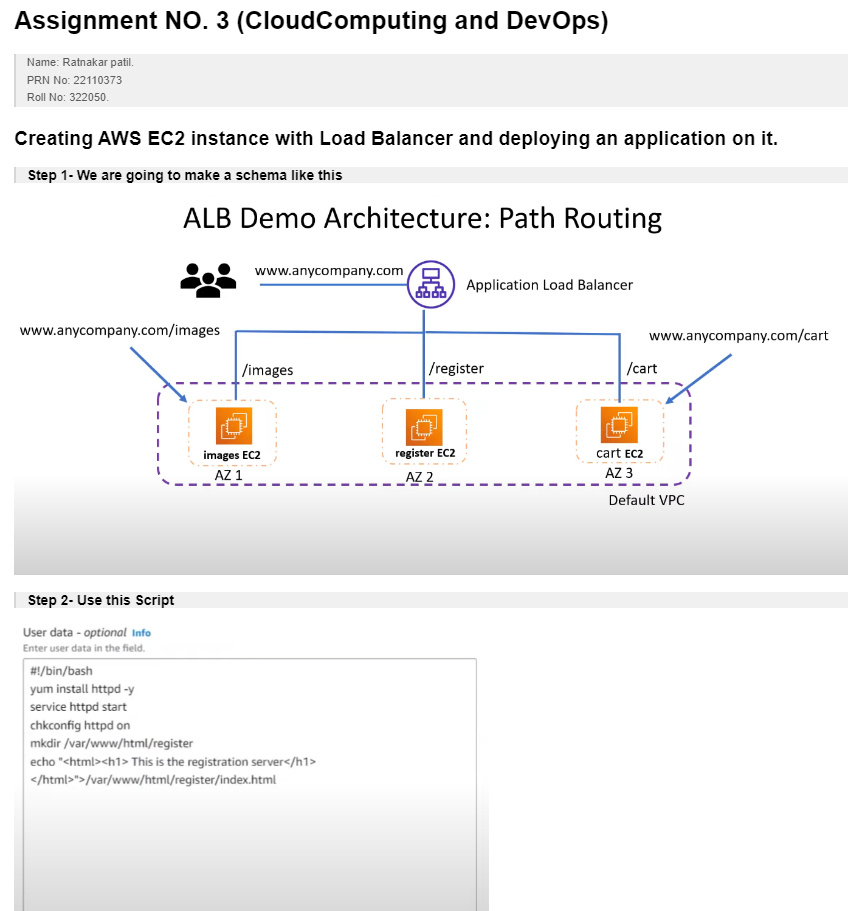 Assignment NO. 3 (CloudComputing and DevOps)
Name: Ratnakar patil.
PRN No: 22110373
Roll No: 322050.
Creating AWS EC2 instance with Load Balancer and deploying an application on it.
Step 1- We are going to make a schema like this
ALB Demo Architecture: Path Routing
www.anycompany.com
Application Load Balancer
www.anycompany.com/images
www.anycompany.com/cart
/images
/register
/cart
images EC2
register EC2
cart EC2
AZ 1
AZ 2
AZ 3
Default VPC
Step 2- Use this Script
User data - optional Info
Enter user data in the field.
#!/bin/bash
yum install httpd -y
service httpd start
chkconfig httpd on
mkdir /var/www/html/register
echo "<html><h1> This is the registration server</h1>
</html>">/var/www/html/register/index.html